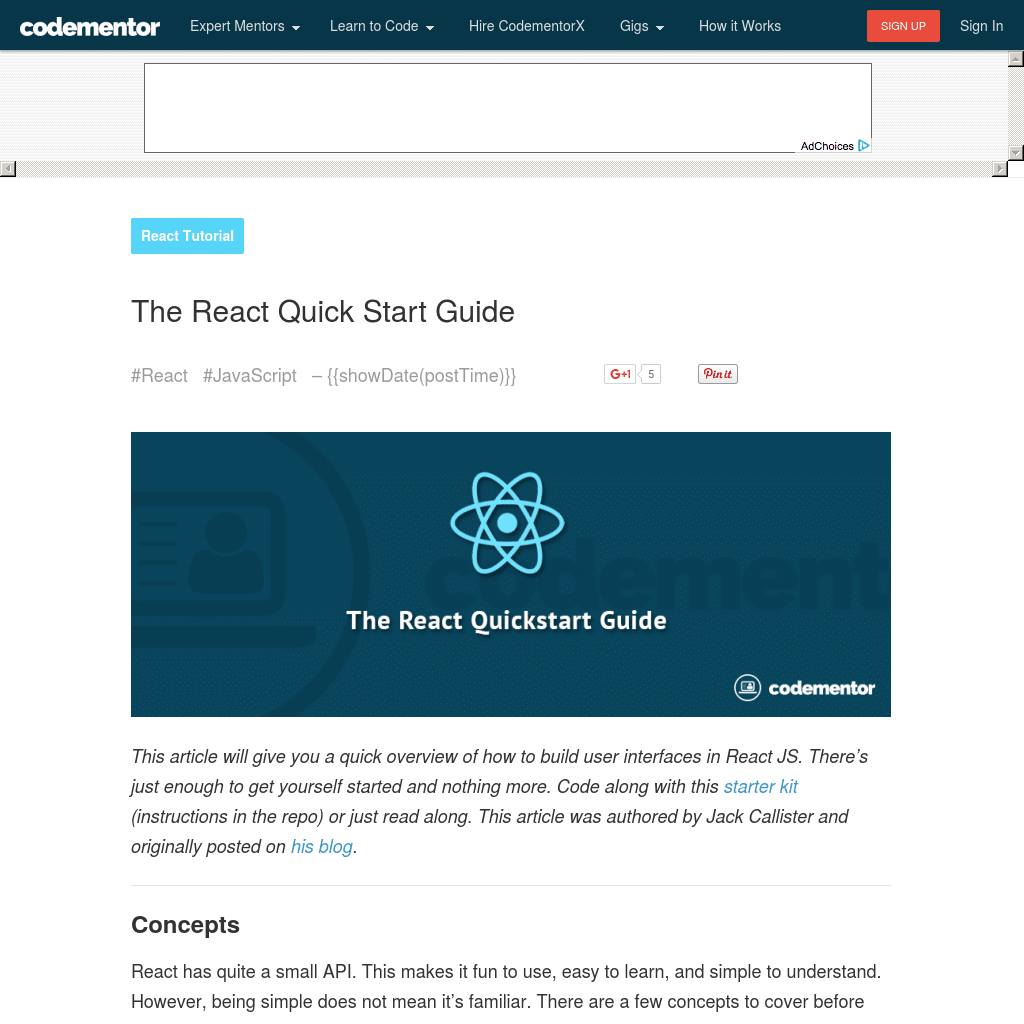 codementor Expert Mentors Learn to Code Hire CodementorX Gigs How it Works SIGN UP Sign In
AdChoices
React Tutorial
The React Quick Start Guide
#React #JavaScript – {{showDate(postTime)}} G+1 5 Pin it
codement
The React Quickstart Guide
codementor
This article will give you a quick overview of how to build user interfaces in React JS. There’s
just enough to get yourself started and nothing more. Code along with this starter kit
(instructions in the repo) or just read along. This article was authored by Jack Callister and
originally posted on his blog.
Concepts
React has quite a small API. This makes it fun to use, easy to learn, and simple to understand.
However, being simple does not mean it’s familiar. There are a few concepts to cover before